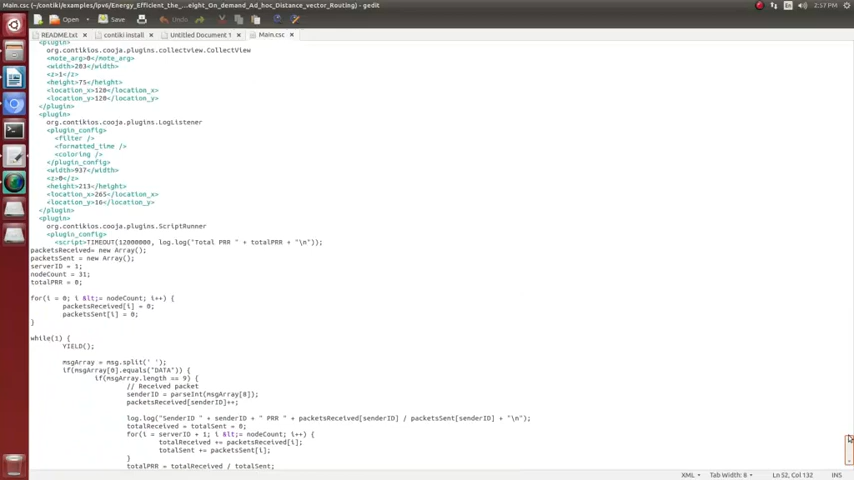 Main.csc (~/contiki/examples/ipv6/Energy_Efficient_the_...eight_On_demand_Ad_hoc_Distance_vector_Routing) - gedit
En
2:57 PM
Open
Save
Undo
README.txt × contiki install × Untitled Document 1 × Main.csc ×
<plugin>
org.contikios.cooja.plugins.collectview.CollectView
<mote_arg>0</mote_arg>
<width>203</width>
<z>1</z>
<height>75</height>
<location_x>120</location_x>
<location_y>120</location_y>
</plugin>
<plugin>
org.contikios.cooja.plugins.LogListener
<plugin_config>
<filter />
<formatted_time />
<coloring />
</plugin_config>
<width>937</width>
<z>0</z>
<height>213</height>
<location_x>265</location_x>
<location_y>16</location_y>
</plugin>
<plugin>
org.contikios.cooja.plugins.ScriptRunner
<plugin_config>
<script>TIMEOUT(12000000, log.log("Total PRR " + totalPRR + "\n"));
packetsReceived= new Array();
packetsSent = new Array();
serverID = 1;
nodeCount = 31;
totalPRR = 0;
for(i = 0; i &lt;= nodeCount; i++) {
packetsReceived[i] = 0;
packetsSent[i] = 0;
}
while(1) {
YIELD();
msgArray = msg.split(' ');
if(msgArray[0].equals("DATA")) {
if(msgArray.length == 9) {
// Received packet
senderID = parseInt(msgArray[8]);
packetsReceived[senderID]++;
log.log("SenderID " + senderID + " PRR " + packetsReceived[senderID] / packetsSent[senderID] + "\n");
totalReceived = totalSent = 0;
for(i = serverID + 1; i &lt;= nodeCount; i++) {
totalReceived += packetsReceived[i];
totalSent += packetsSent[i];
}
totalPRR = totalReceived / totalSent;
XML Tab Width: 8 Ln 52, Col 132 INS